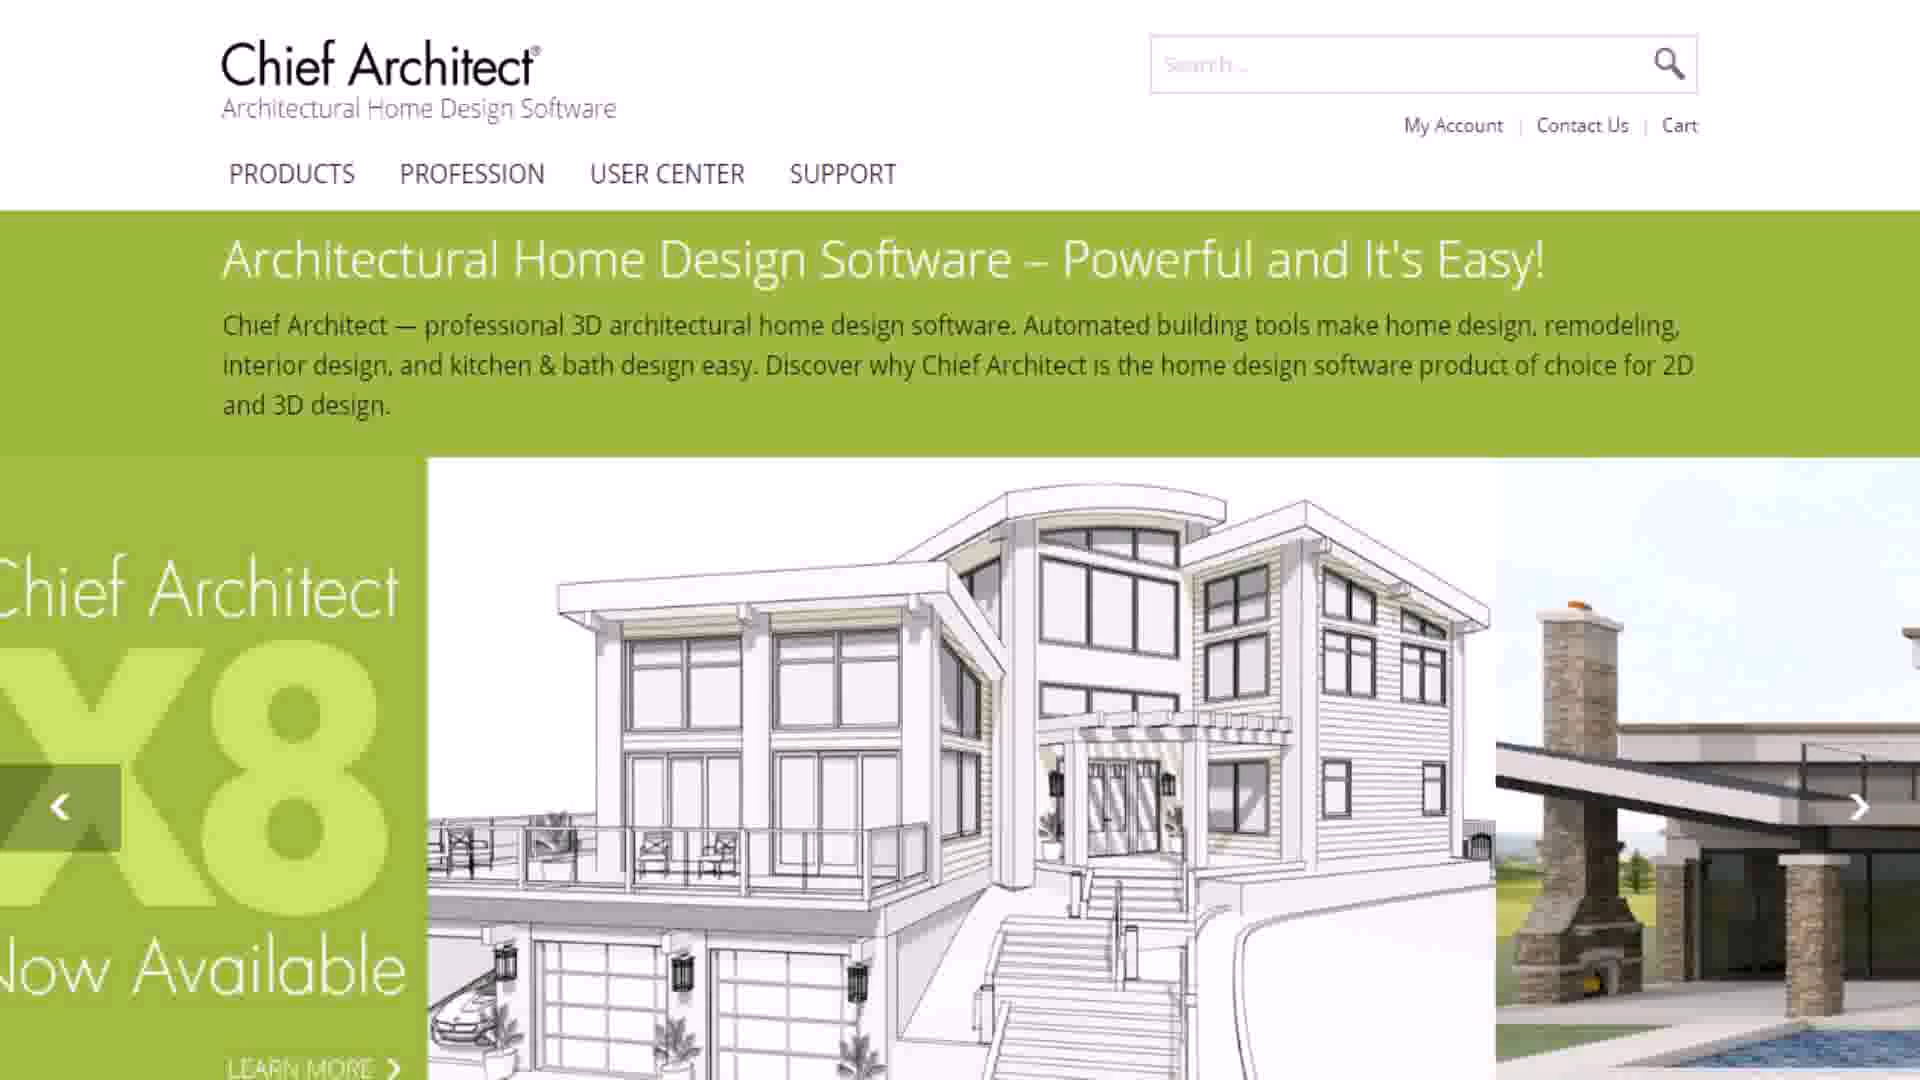 Chief Architect®
Architectural Home Design Software
Search...
My Account | Contact Us | Cart
PRODUCTS PROFESSION USER CENTER SUPPORT
Architectural Home Design Software – Powerful and It's Easy!
Chief Architect — professional 3D architectural home design software. Automated building tools make home design, remodeling,
interior design, and kitchen & bath design easy. Discover why Chief Architect is the home design software product of choice for 2D
and 3D design.
Chief Architect
X8
Now Available
LEARN MORE